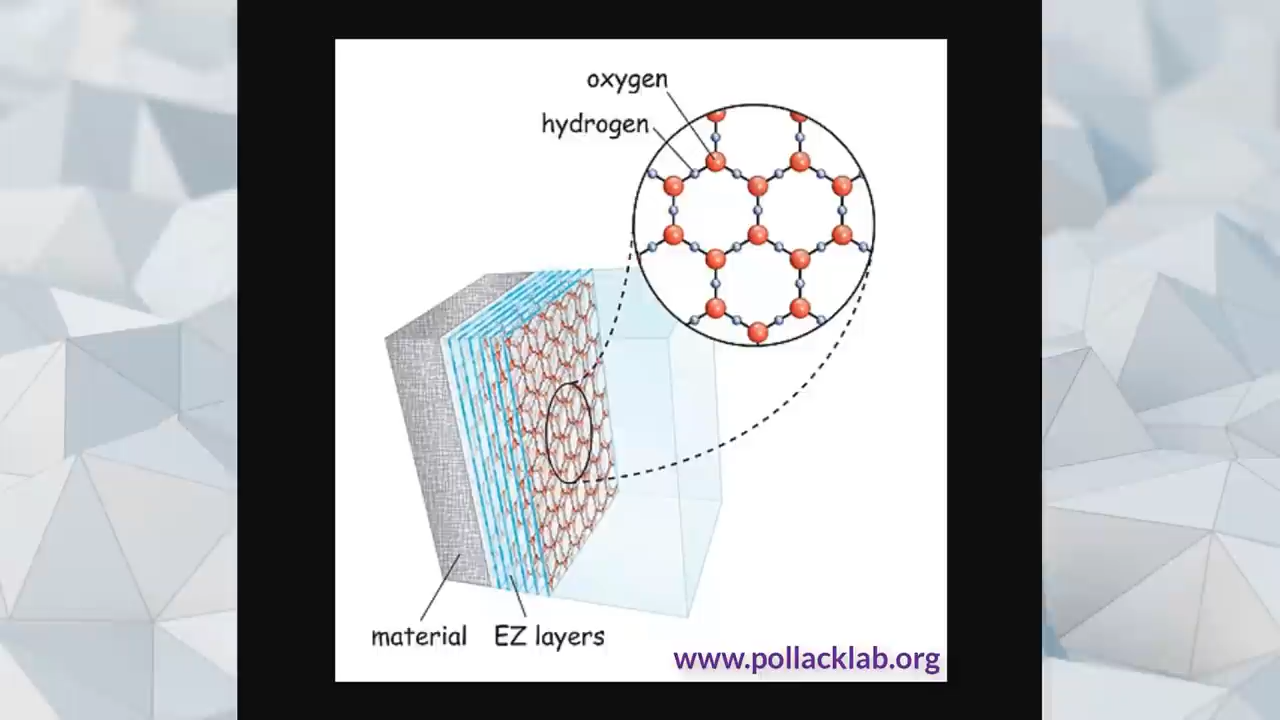 oxygen
hydrogen
material
EZ layers
www.pollacklab.org